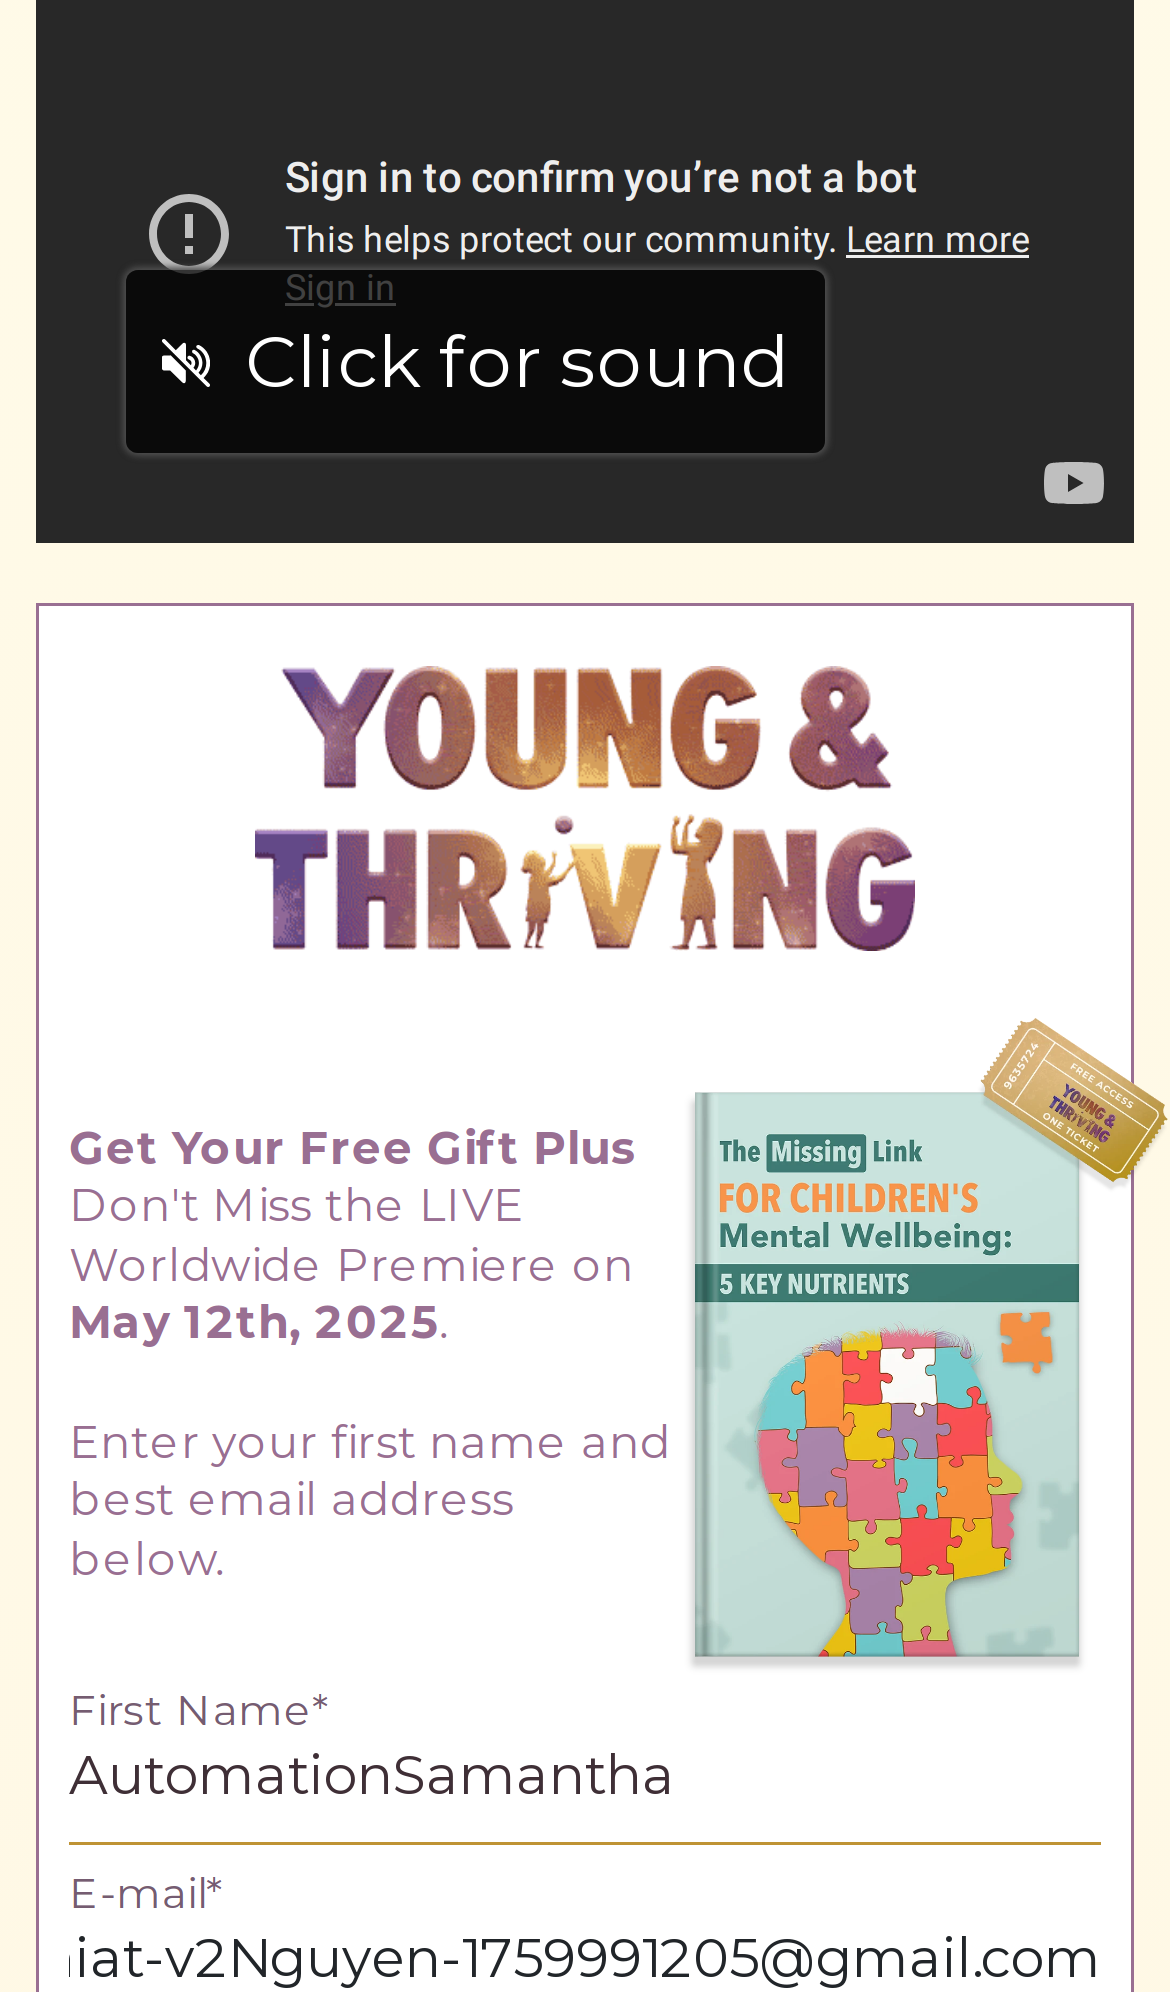 Sign in to confirm you’re not a bot
This helps protect our community. Learn more
Sign in
Click for sound
YOUNG &
THRIVING
9635724
FREE ACCESS
YOUNG &
THRIVING
ONE TICKET
Get Your Free Gift Plus
Don't Miss the LIVE
Worldwide Premiere on
May 12th, 2025.
The Missing Link
FOR CHILDREN'S
Mental Wellbeing:
5 KEY NUTRIENTS
Enter your first name and
best email address
below.
First Name*
AutomationSamantha
E-mail*
iat-v2Nguyen-1759991205@gmail.com